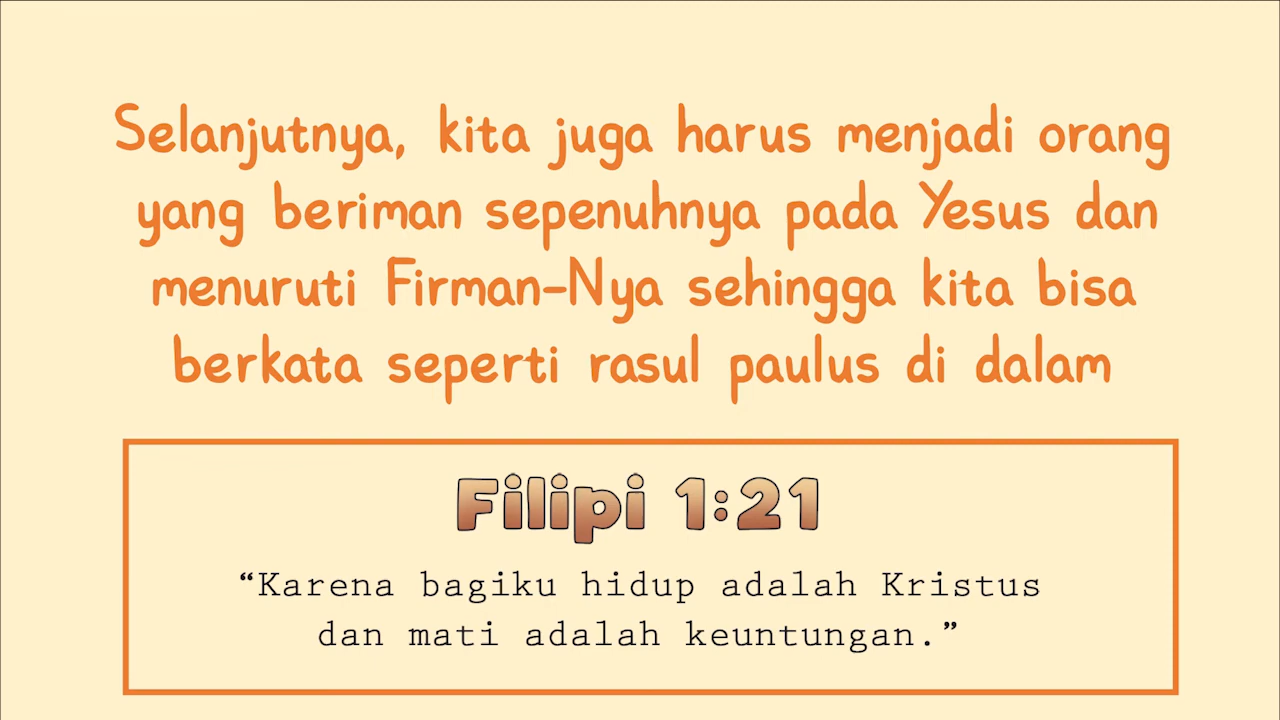 Selanjutnya, kita juga harus menjadi orang
yang beriman sepenuhnya pada Yesus dan
menuruti Firman-Nya sehingga kita bisa
berkata seperti rasul paulus di dalam
Filipi 1:21
“Karena bagiku hidup adalah Kristus
dan mati adalah keuntungan.”